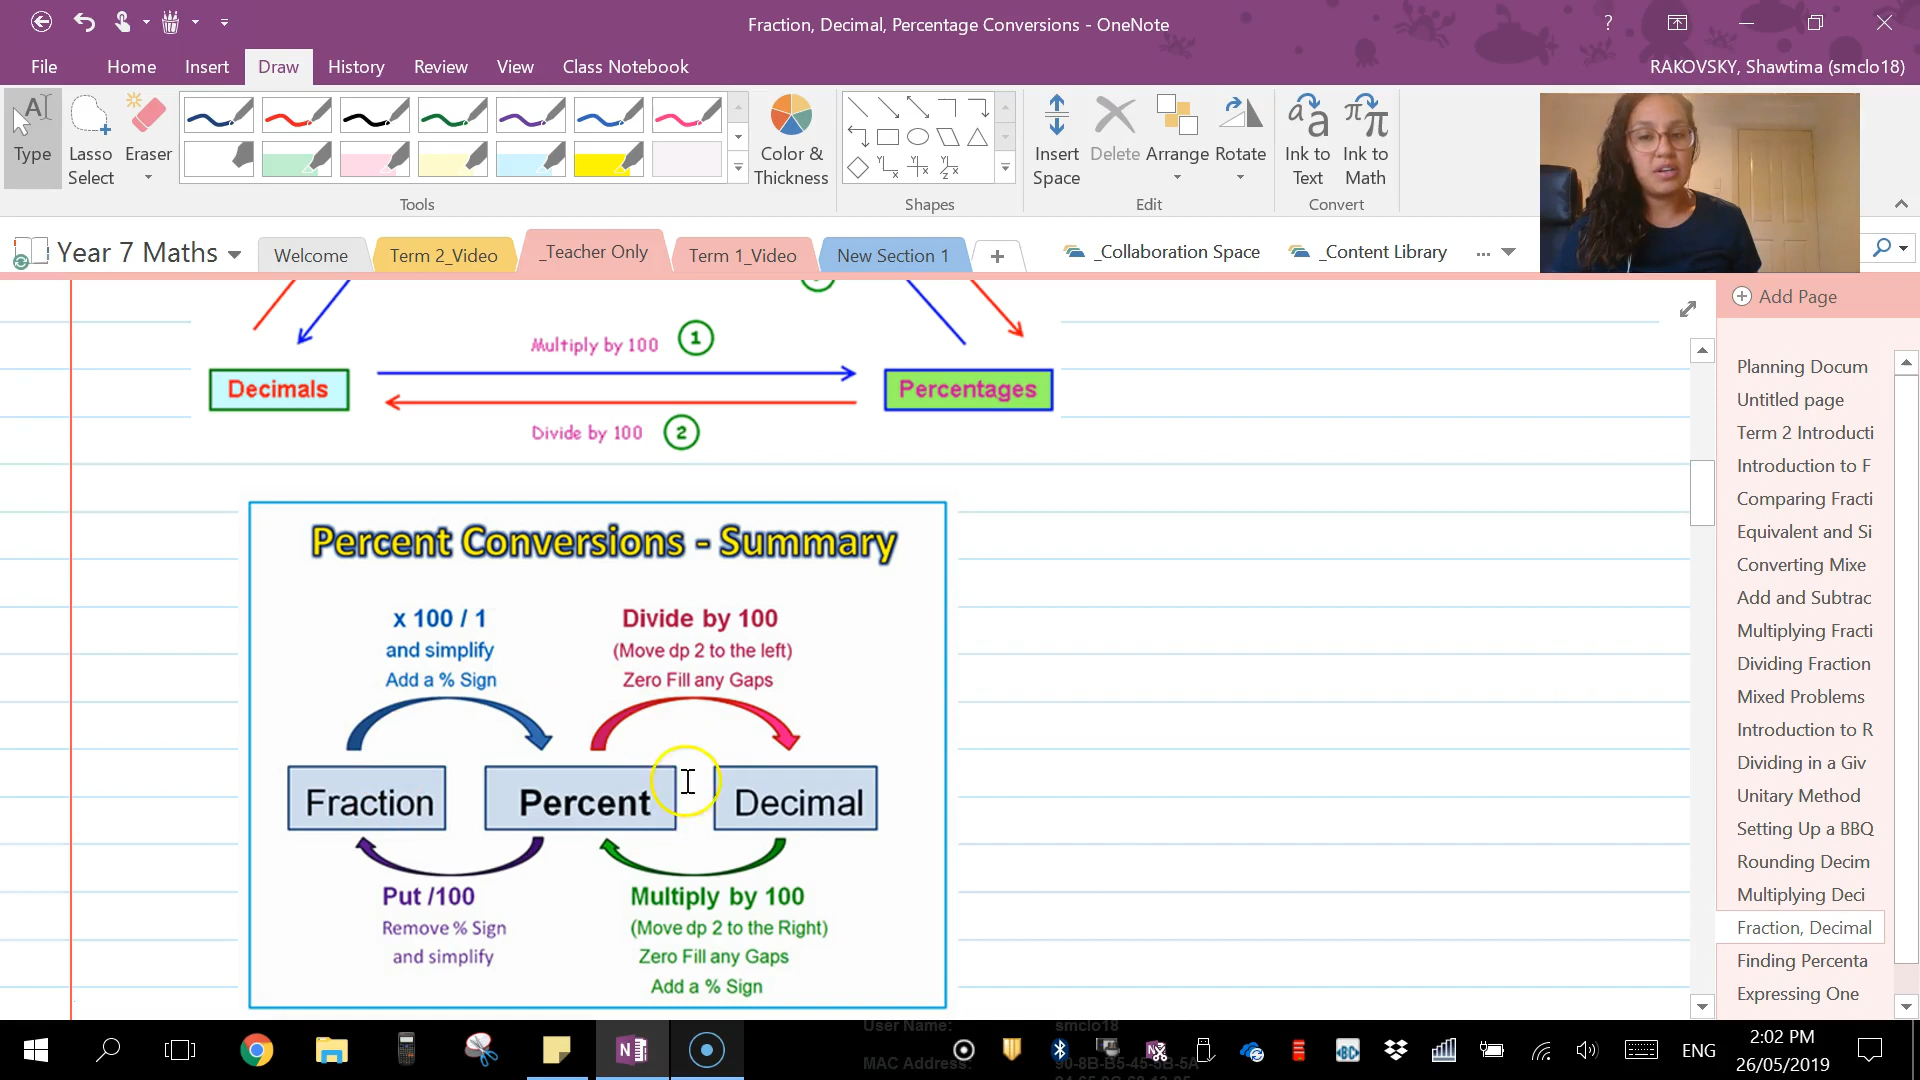 Fraction, Decimal, Percentage Conversions - OneNote
?
File Home Insert Draw History Review View Class Notebook
RAKOVSKY, Shawtima (smclo18)
Type
Lasso Select
Eraser
Color & Thickness
Insert Space
Delete
Arrange
Rotate
Ink to Text
Ink to Math
Tools
Shapes
Edit
Convert
Year 7 Maths
Welcome
Term 2_Video
_Teacher Only
Term 1_Video
New Section 1
_Collaboration Space
_Content Library
...
Add Page
Multiply by 100 1
Decimals
Percentages
Divide by 100 2
Percent Conversions - Summary
x 100 / 1
and simplify
Add a % Sign
Divide by 100
(Move dp 2 to the left)
Zero Fill any Gaps
Fraction
Percent
Decimal
Put /100
Remove % Sign
and simplify
Multiply by 100
(Move dp 2 to the Right)
Zero Fill any Gaps
Add a % Sign
Planning Docum
Untitled page
Term 2 Introducti
Introduction to F
Comparing Fracti
Equivalent and Si
Converting Mixe
Add and Subtrac
Multiplying Fracti
Dividing Fraction
Mixed Problems
Introduction to R
Dividing in a Giv
Unitary Method
Setting Up a BBQ
Rounding Decim
Multiplying Deci
Fraction, Decimal
Finding Percenta
Expressing One
User Name: smclo18
MAC Address:
ENG
2:02 PM
26/05/2019